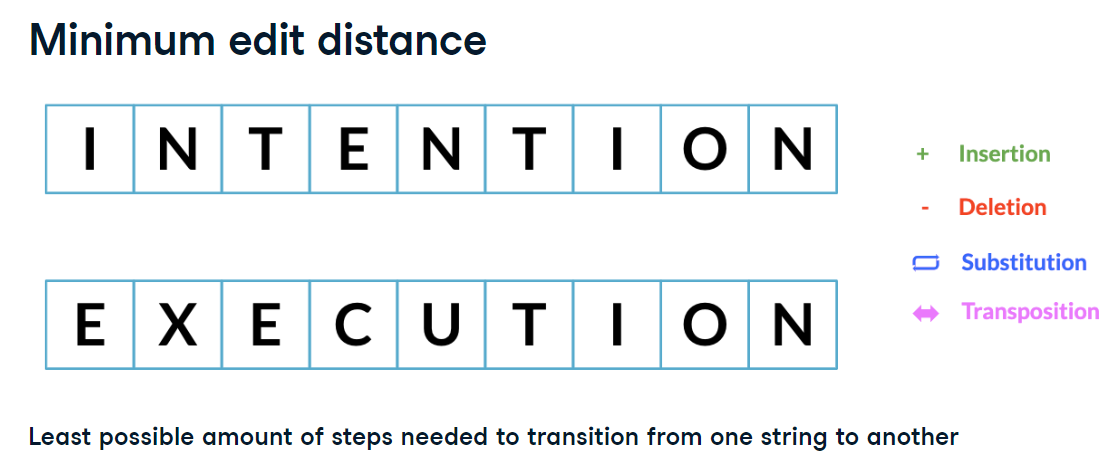 Minimum edit distance
I N T E N T I O N
+ Insertion
- Deletion
Substitution
Transposition
E X E C U T I O N
Least possible amount of steps needed to transition from one string to another